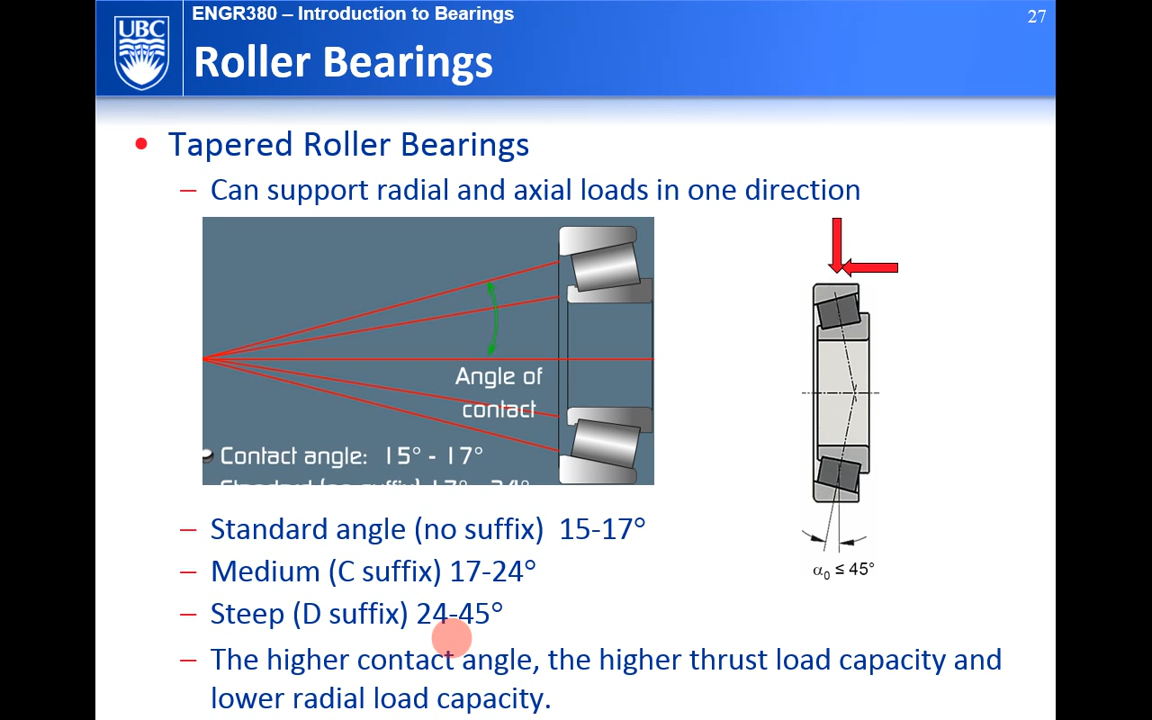 ENGR380 – Introduction to Bearings
27
UBC
Roller Bearings
• Tapered Roller Bearings
– Can support radial and axial loads in one direction
Angle of
contact
Contact angle: 15° - 17°
– Standard angle (no suffix) 15-17°
– Medium (C suffix) 17-24°
– Steep (D suffix) 24-45°
α₀ ≤ 45°
– The higher contact angle, the higher thrust load capacity and
lower radial load capacity.